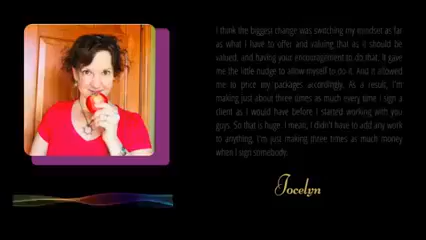 I think the biggest change was switching my mindset as far
as what I have to offer and valuing that as it should be
valued, and having your encouragement to do that. It gave
me the little nudge to allow myself to do it. And it allowed
me to price my packages accordingly. As a result, I'm
making just about three times as much every time I sign a
client as I would have before I started working with you
guys. So that is huge. I mean, I didn't have to add any work
to anything, I'm just making three times as much money
when I sign somebody.
Jocelyn